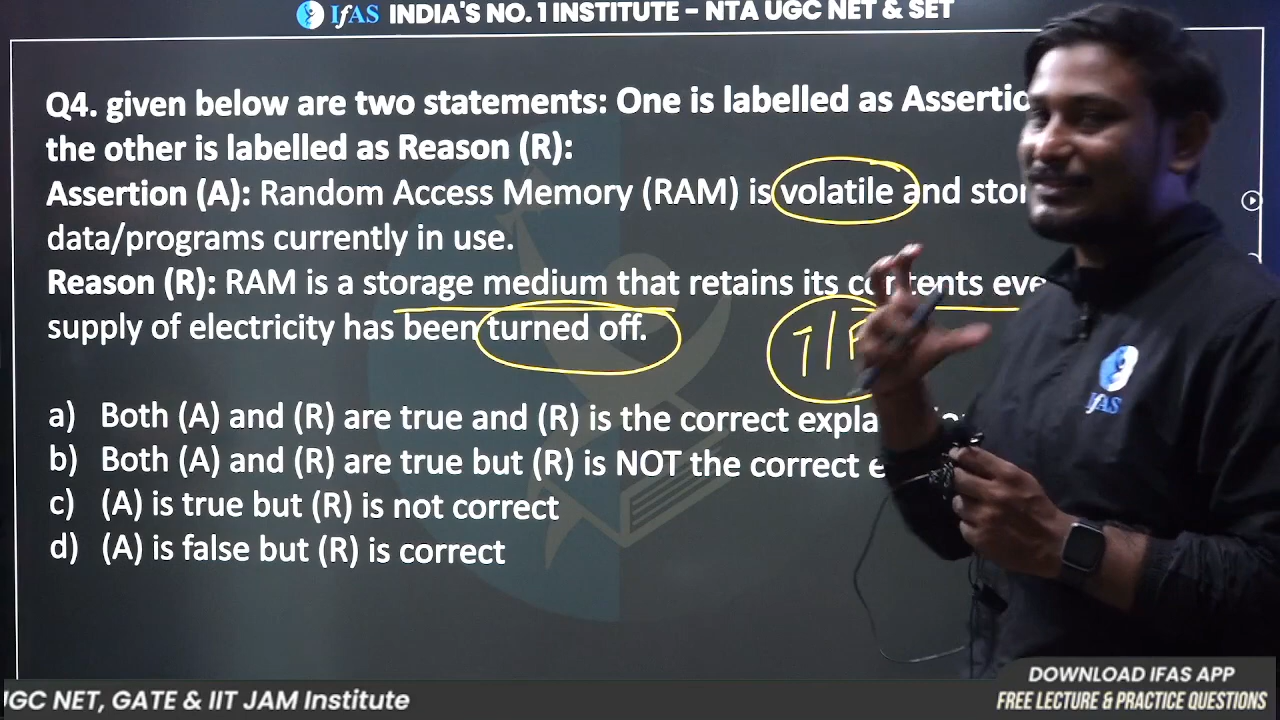 IFAS INDIA'S NO. 1 INSTITUTE – NTA UGC NET & SET
Q4. given below are two statements: One is labelled as Assertio
the other is labelled as Reason (R):
Assertion (A): Random Access Memory (RAM) is volatile and stor
data/programs currently in use.
Reason (R): RAM is a storage medium that retains its contents eve
supply of electricity has been turned off.
T/F
a) Both (A) and (R) are true and (R) is the correct expla
b) Both (A) and (R) are true but (R) is NOT the correct e
c) (A) is true but (R) is not correct
d) (A) is false but (R) is correct
IFAS
UGC NET, GATE & IIT JAM Institute
DOWNLOAD IFAS APP
FREE LECTURE & PRACTICE QUESTIONS